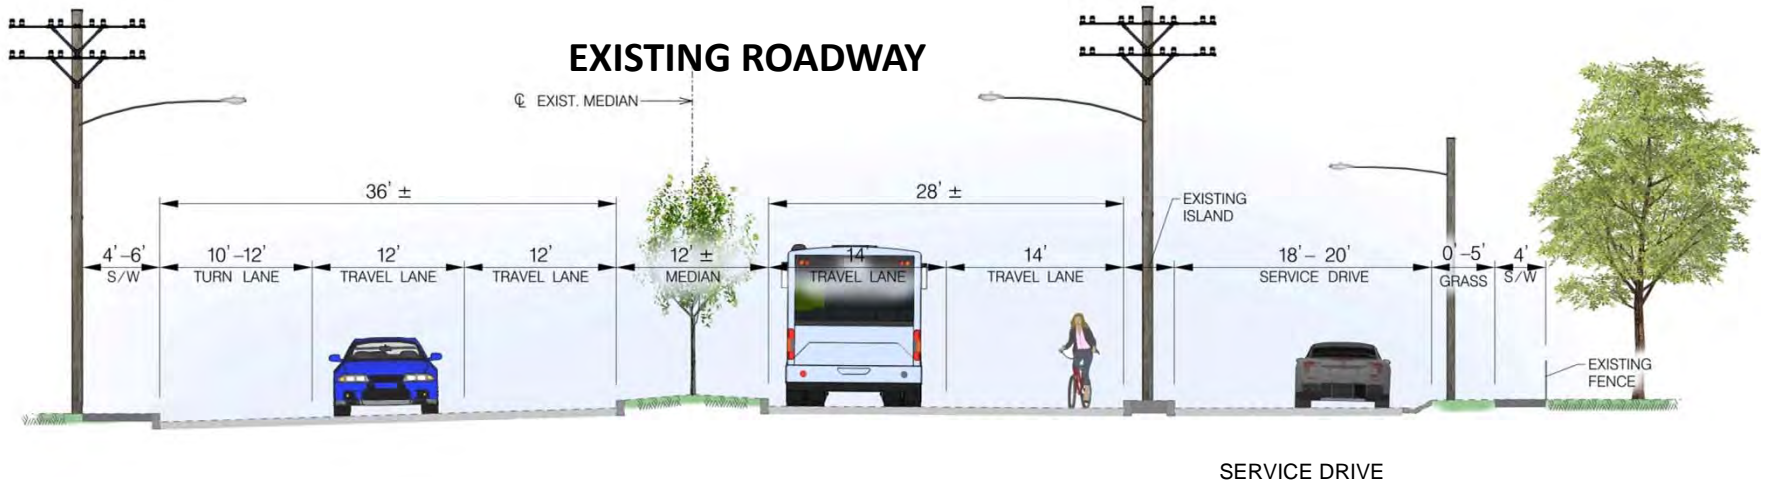 EXISTING ROADWAY
℄ EXIST. MEDIAN
36' ±
28' ±
EXISTING
ISLAND
4'-6'
S/W
10'-12'
TURN LANE
12'
TRAVEL LANE
12'
TRAVEL LANE
12' ±
MEDIAN
14'
TRAVEL LANE
14'
TRAVEL LANE
18' - 20'
SERVICE DRIVE
0'-5'
GRASS
4'
S/W
EXISTING
FENCE
SERVICE DRIVE